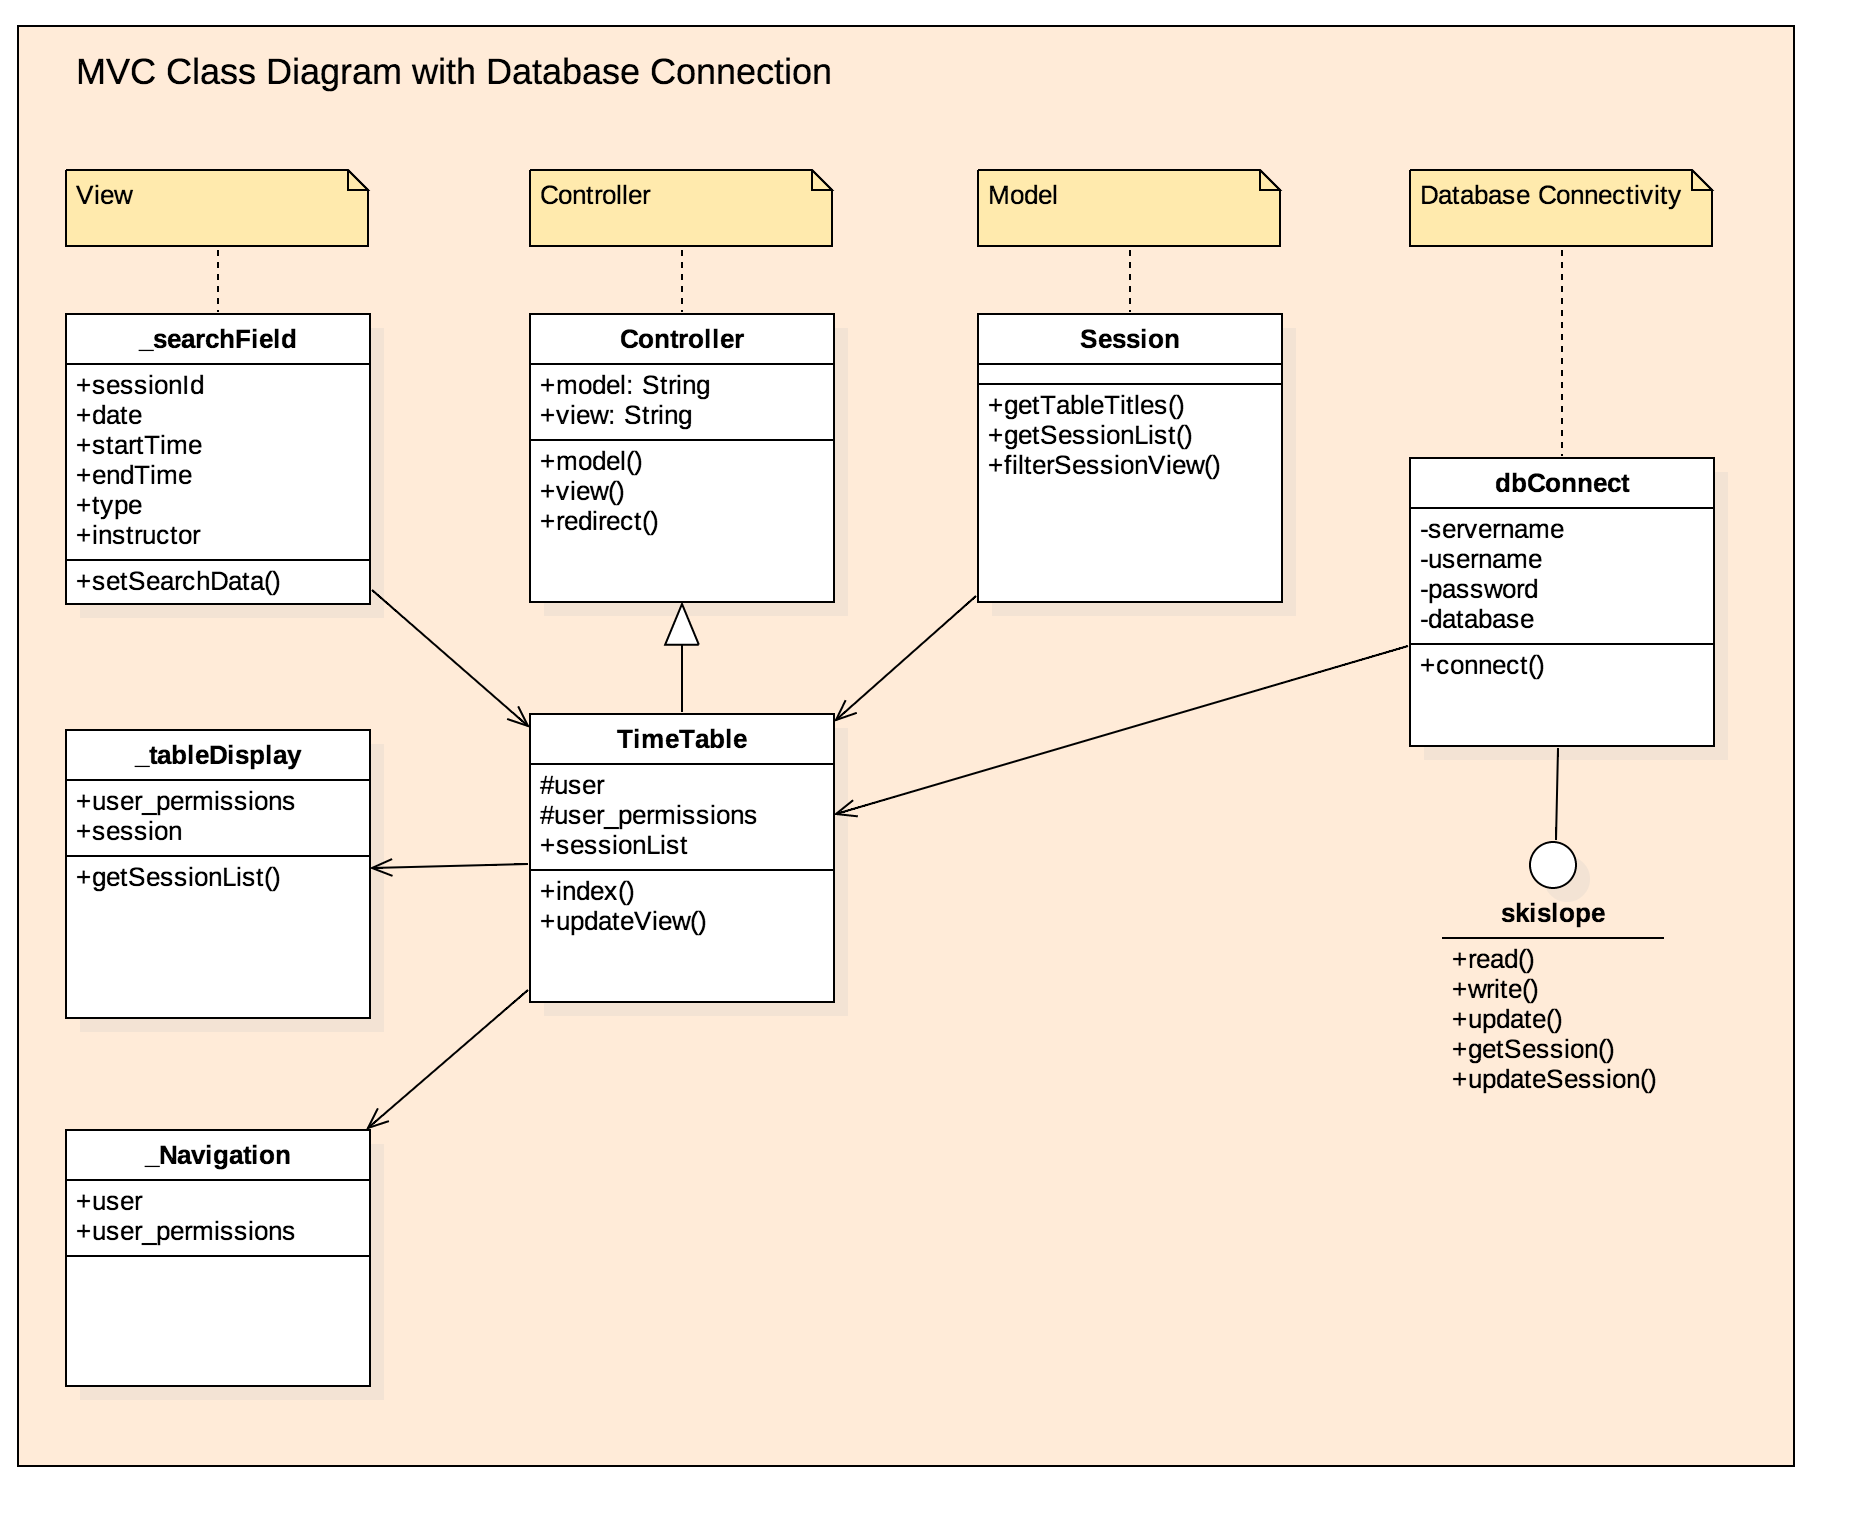 MVC Class Diagram with Database Connection
View
Controller
Model
Database Connectivity
_searchField
+sessionId
+date
+startTime
+endTime
+type
+instructor
+setSearchData()
Controller
+model: String
+view: String
+model()
+view()
+redirect()
Session
+getTableTitles()
+getSessionList()
+filterSessionView()
dbConnect
-servername
-username
-password
-database
+connect()
_tableDisplay
+user_permissions
+session
+getSessionList()
TimeTable
#user
#user_permissions
+sessionList
+index()
+updateView()
skislope
+read()
+write()
+update()
+getSession()
+updateSession()
_Navigation
+user
+user_permissions